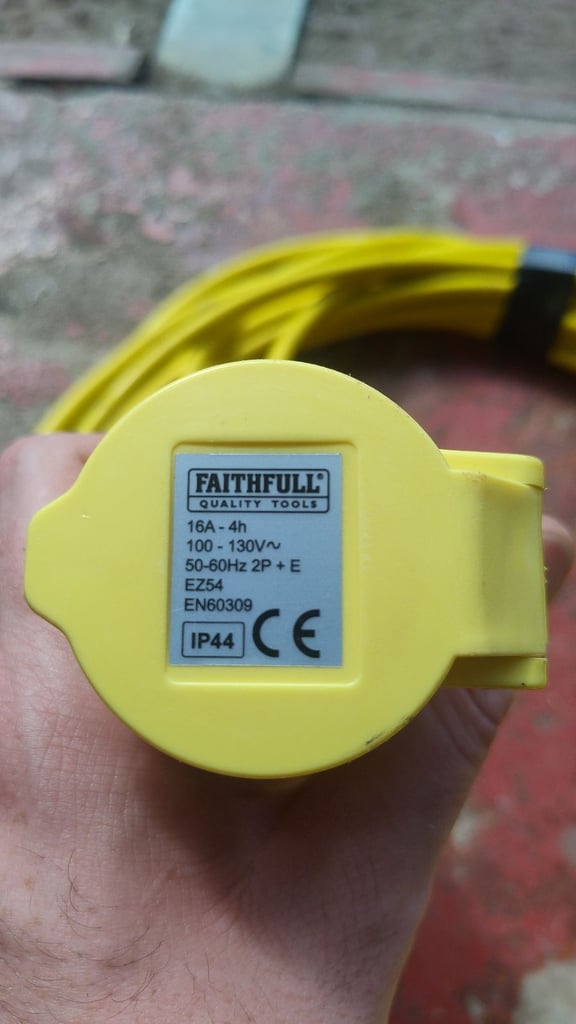 FAITHFULL®
QUALITY TOOLS
16A - 4h
100 - 130V~
50-60Hz 2P + E
EZ54
EN60309
IP44 CE